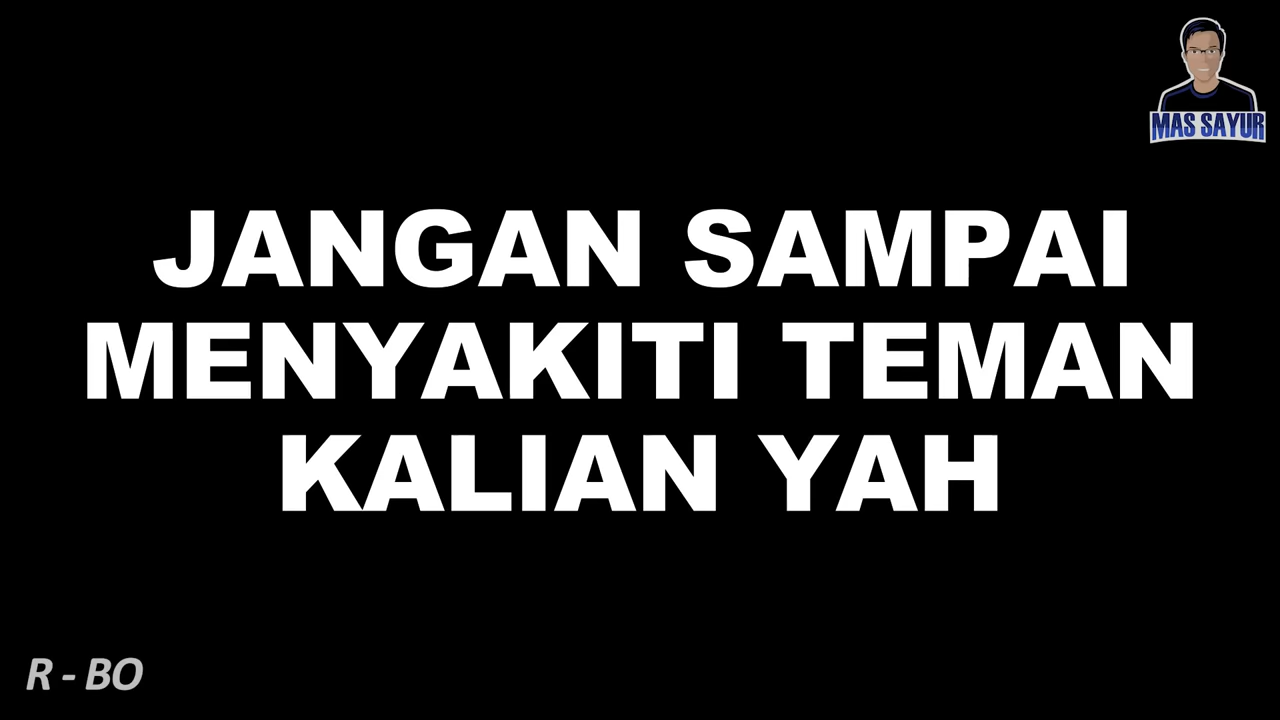 MAS SAYUR
JANGAN SAMPAI
MENYAKITI TEMAN
KALIAN YAH
R - BO